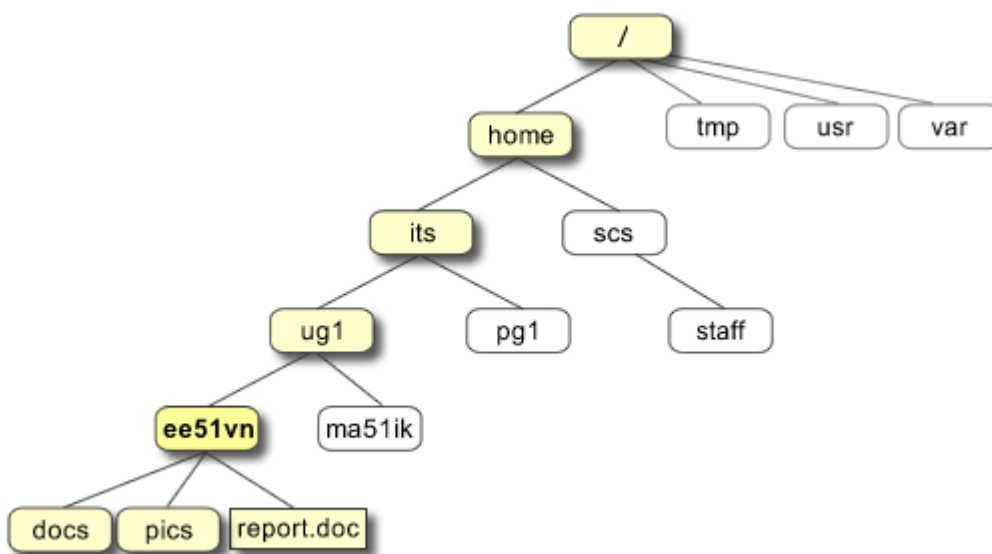 /
home
tmp
usr
var
its
scs
ug1
pg1
staff
ee51vn
ma51ik
docs
pics
report.doc